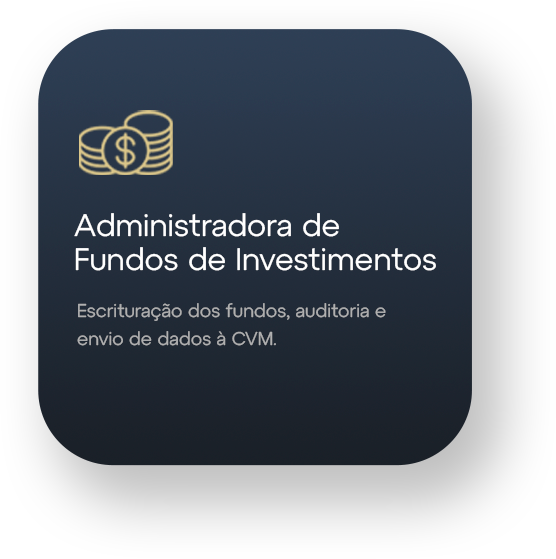 Administradora de
Fundos de Investimentos
Escrituração dos fundos, auditoria e
envio de dados à CVM.